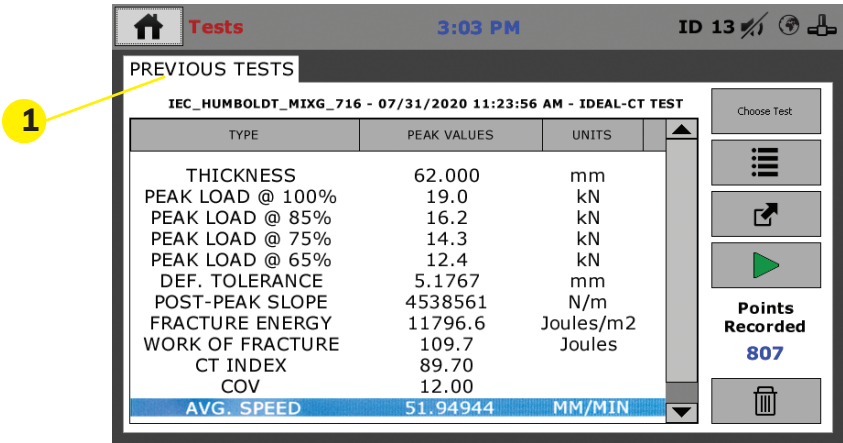 Tests 3:03 PM ID 13
PREVIOUS TESTS
1
IEC_HUMBOLDT_MIXG_716 - 07/31/2020 11:23:56 AM - IDEAL-CT TEST
Choose Test
TYPE PEAK VALUES UNITS
THICKNESS 62.000 mm
PEAK LOAD @ 100% 19.0 kN
PEAK LOAD @ 85% 16.2 kN
PEAK LOAD @ 75% 14.3 kN
PEAK LOAD @ 65% 12.4 kN
DEF. TOLERANCE 5.1767 mm
POST-PEAK SLOPE 4538561 N/m
FRACTURE ENERGY 11796.6 Joules/m2
WORK OF FRACTURE 109.7 Joules
CT INDEX 89.70
COV 12.00
AVG. SPEED 51.94944 MM/MIN
Points
Recorded
807